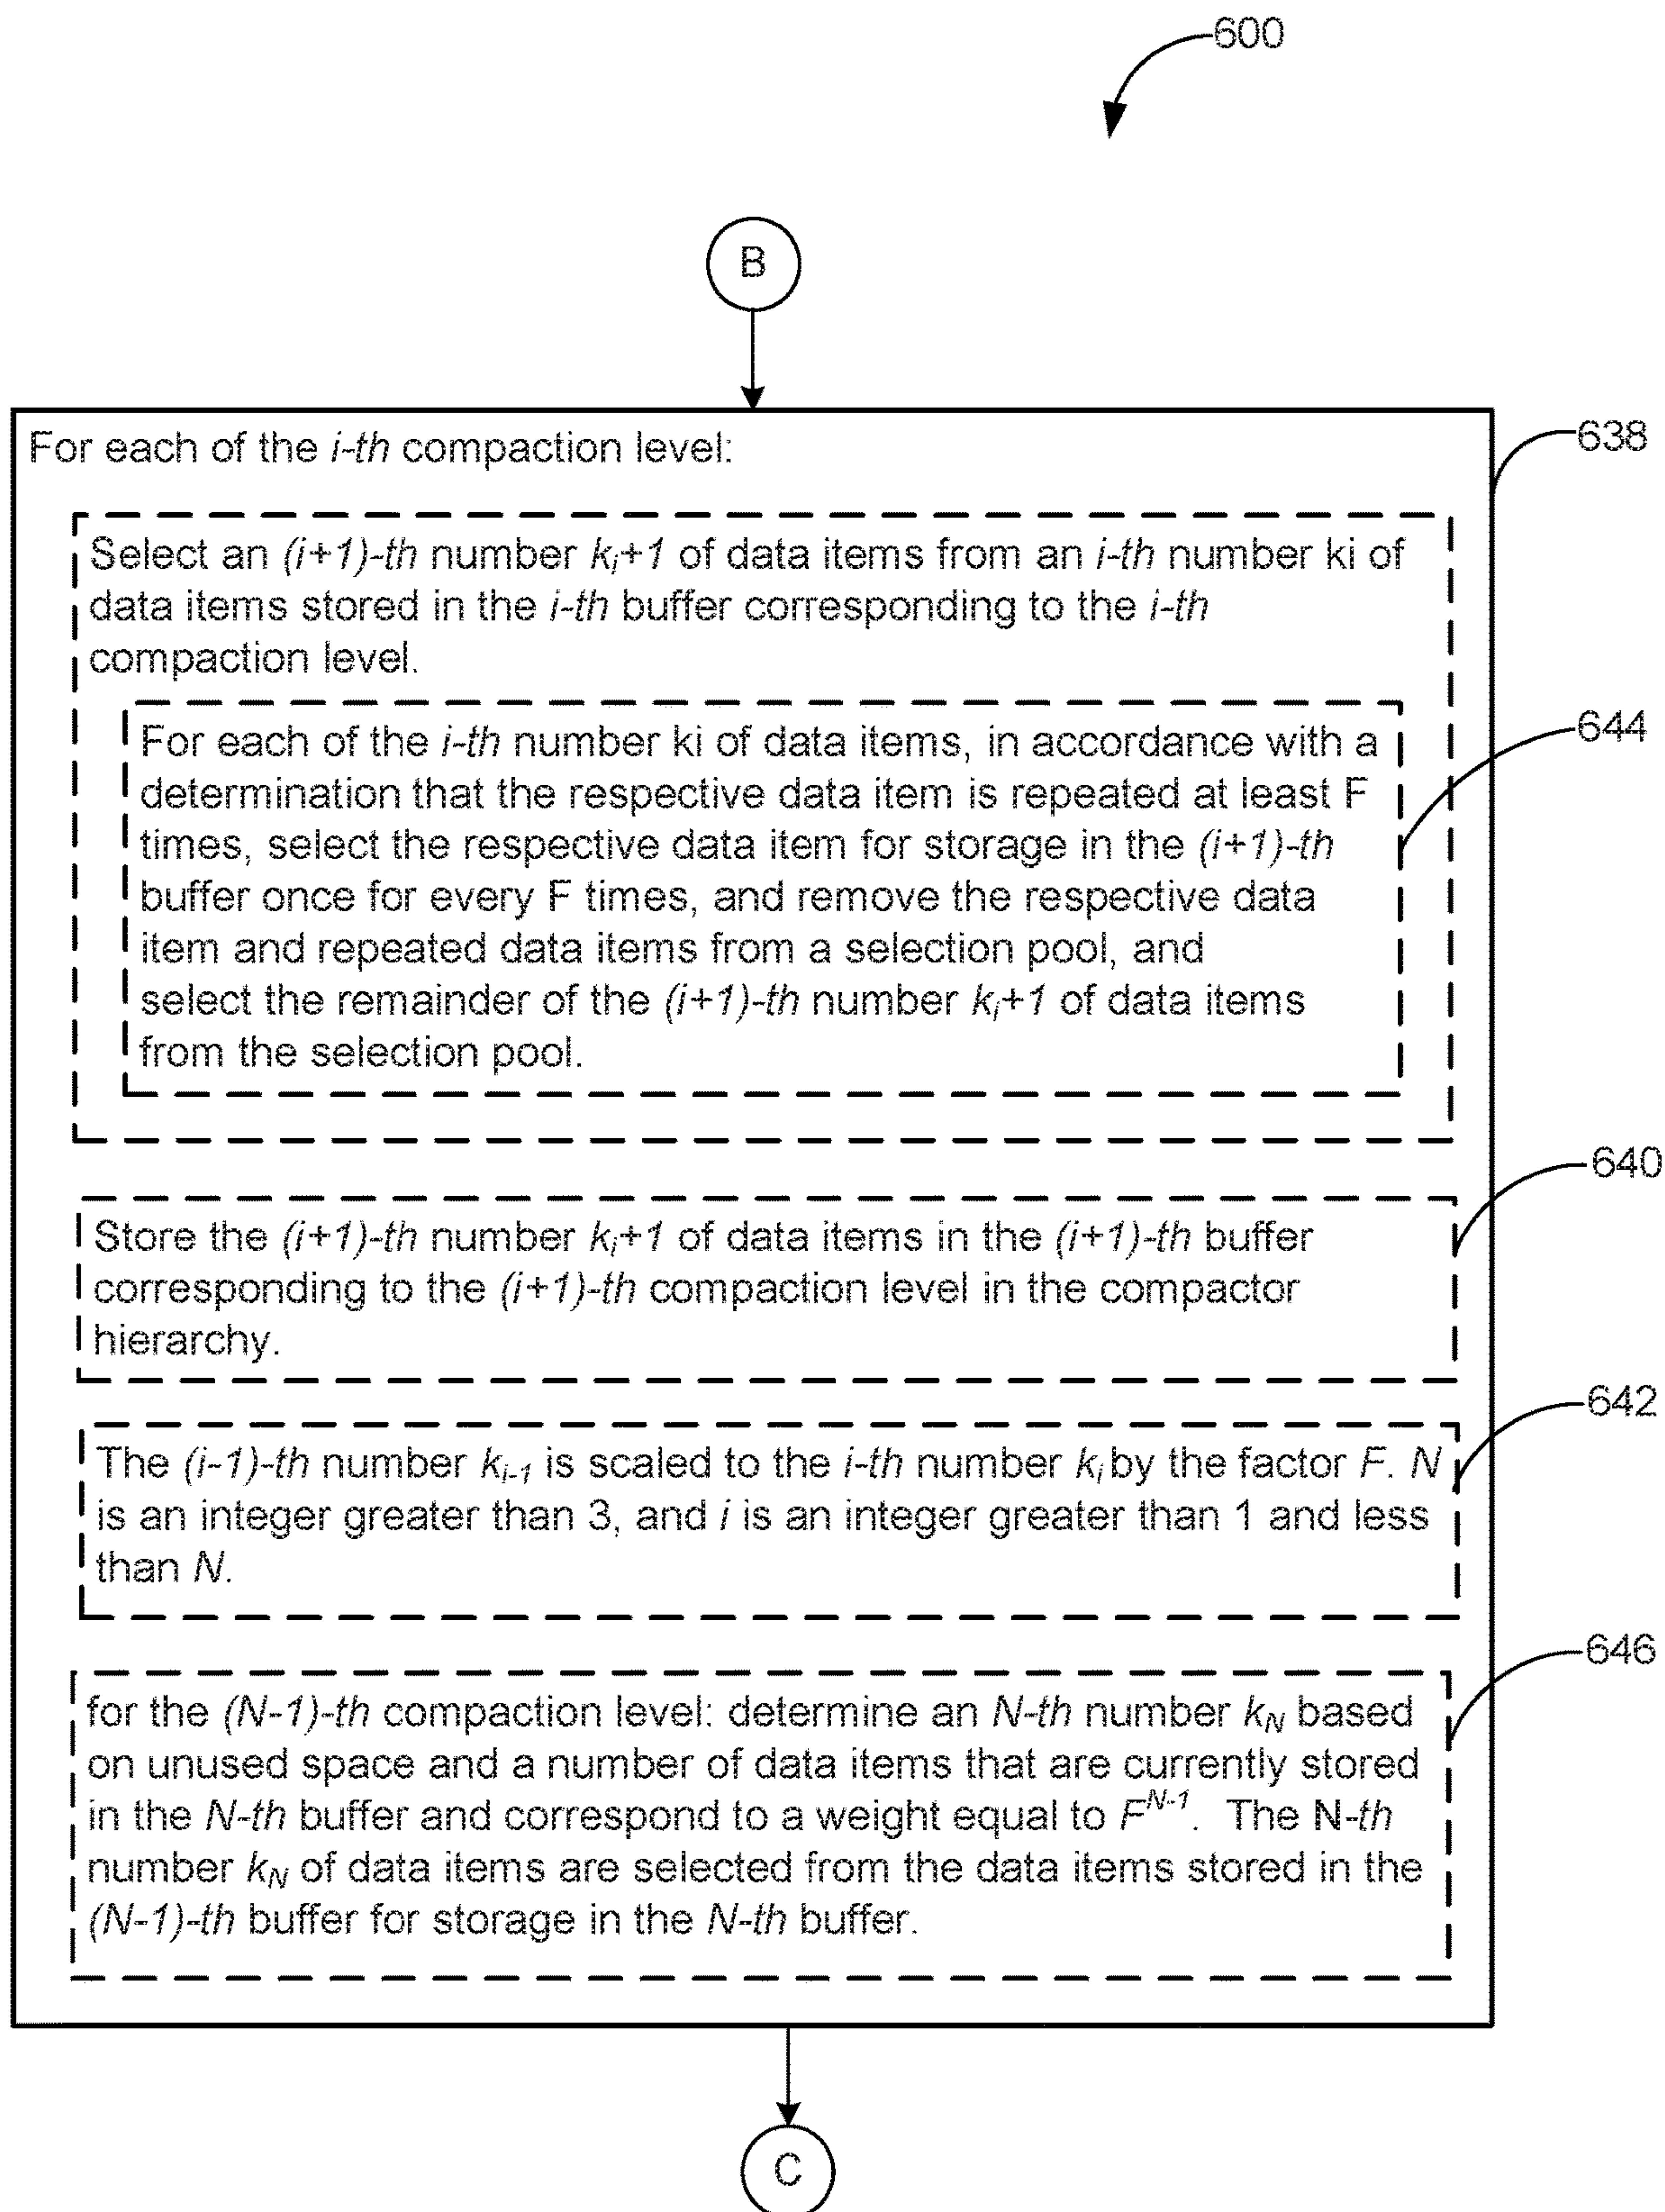 600
B
For each of the i-th compaction level:
638
Select an (i+1)-th number kᵢ+1 of data items from an i-th number ki of
data items stored in the i-th buffer corresponding to the i-th
compaction level.
For each of the i-th number ki of data items, in accordance with a
determination that the respective data item is repeated at least F
times, select the respective data item for storage in the (i+1)-th
buffer once for every F times, and remove the respective data
item and repeated data items from a selection pool, and
select the remainder of the (i+1)-th number kᵢ+1 of data items
from the selection pool.
644
640
Store the (i+1)-th number kᵢ+1 of data items in the (i+1)-th buffer
corresponding to the (i+1)-th compaction level in the compactor
hierarchy.
642
The (i-1)-th number kᵢ₋₁ is scaled to the i-th number kᵢ by the factor F. N
is an integer greater than 3, and i is an integer greater than 1 and less
than N.
646
for the (N-1)-th compaction level: determine an N-th number k_N based
on unused space and a number of data items that are currently stored
in the N-th buffer and correspond to a weight equal to F^N-1. The N-th
number k_N of data items are selected from the data items stored in the
(N-1)-th buffer for storage in the N-th buffer.
C